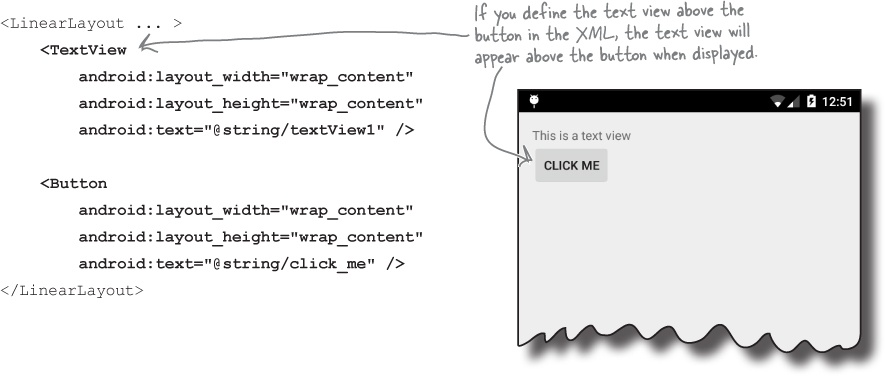 <LinearLayout ... >
<TextView
android:layout_width="wrap_content"
android:layout_height="wrap_content"
android:text="@string/textView1" />
<Button
android:layout_width="wrap_content"
android:layout_height="wrap_content"
android:text="@string/click_me" />
</LinearLayout>
If you define the text view above the
button in the XML, the text view will
appear above the button when displayed.
12:51
This is a text view
CLICK ME